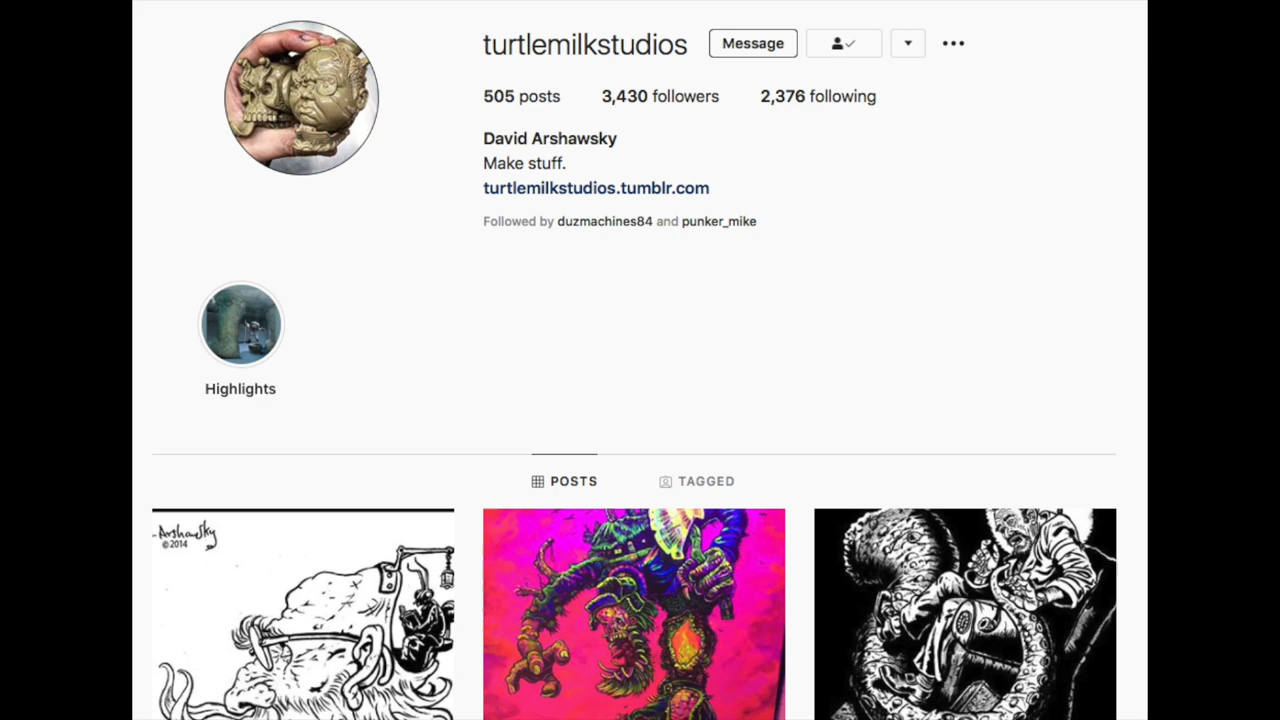 turtlemilkstudios Message
505 posts 3,430 followers 2,376 following
David Arshawsky
Make stuff.
turtlemilkstudios.tumblr.com
Followed by duzmachines84 and punker_mike
Highlights
POSTS TAGGED
Arshawsky
©2014